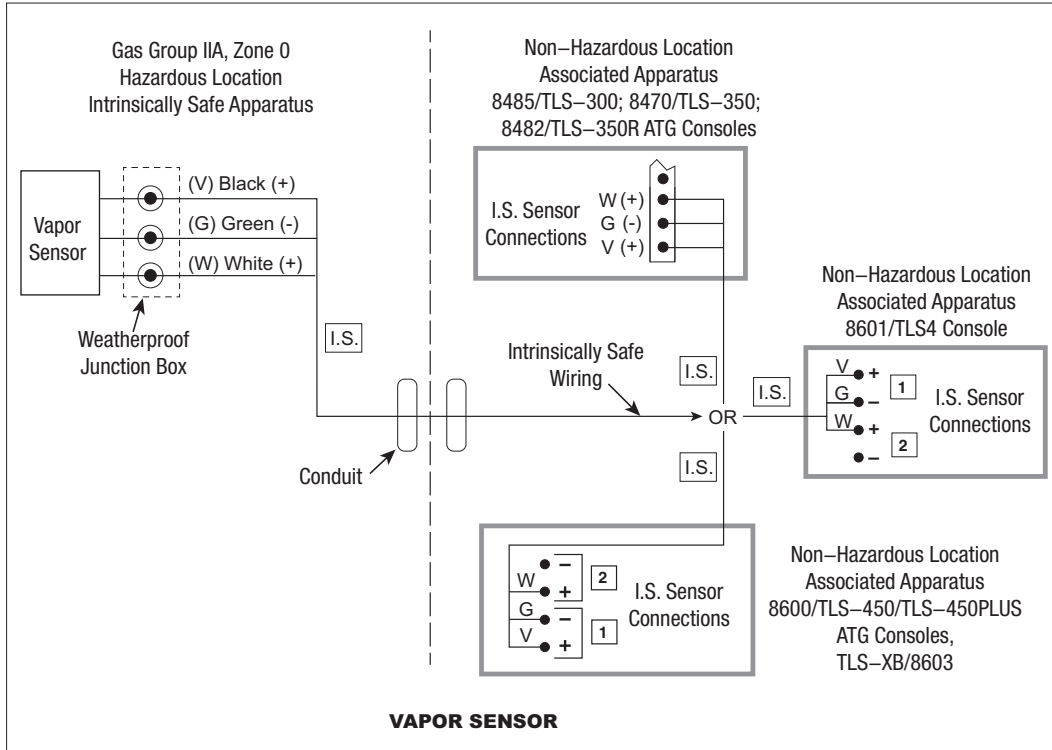 Gas Group IIA, Zone 0
Hazardous Location
Intrinsically Safe Apparatus
Vapor
Sensor
(V) Black (+)
(G) Green (-)
(W) White (+)
Weatherproof
Junction Box
I.S.
Conduit
Intrinsically Safe
Wiring
Non–Hazardous Location
Associated Apparatus
8485/TLS–300; 8470/TLS–350;
8482/TLS–350R ATG Consoles
I.S. Sensor
Connections
W (+)
G (-)
V (+)
I.S.
OR
I.S.
I.S.
Non–Hazardous Location
Associated Apparatus
8601/TLS4 Console
V +
G –
1
W +
–
2
I.S. Sensor
Connections
–
W +
2
G –
V +
1
I.S. Sensor
Connections
Non–Hazardous Location
Associated Apparatus
8600/TLS–450/TLS–450PLUS
ATG Consoles,
TLS–XB/8603
VAPOR SENSOR